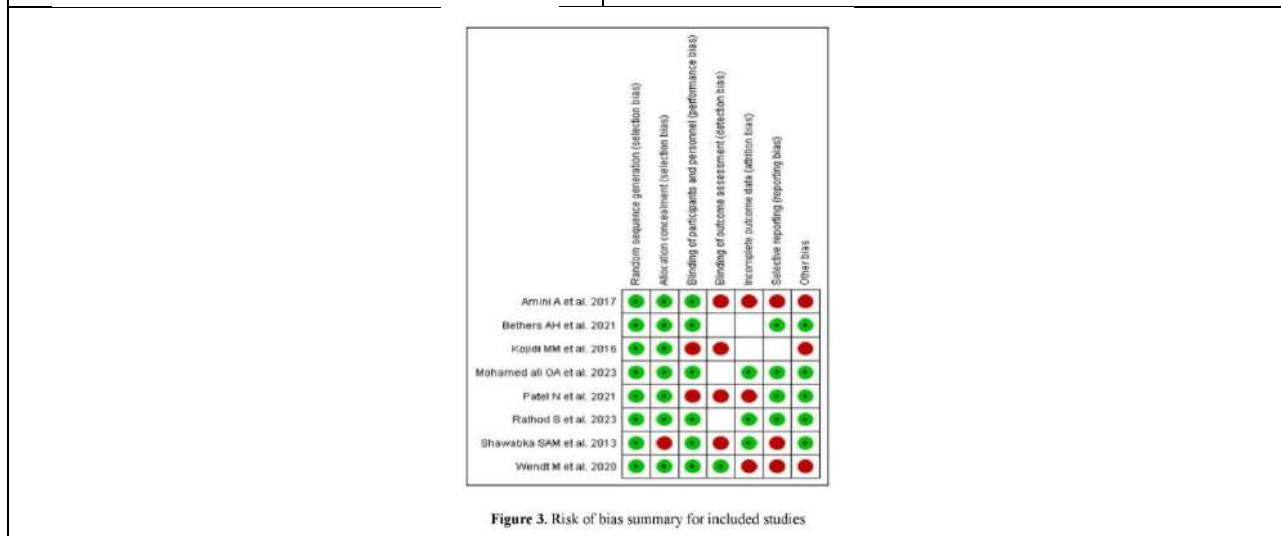 Random sequence generation (selection bias)
Allocation concealment (selection bias)
Blinding of participants and personnel (performance bias)
Blinding of outcome assessment (detection bias)
Incomplete outcome data (attrition bias)
Selective reporting (reporting bias)
Other bias
Amini A et al. 2017
Bethers AH et al. 2021
Kojidi MM et al. 2016
Mohamed ali OA et al. 2023
Patel N et al. 2021
Rathod S et al. 2023
Shawabka SAM et al. 2013
Wendt M et al. 2020
Figure 3. Risk of bias summary for included studies